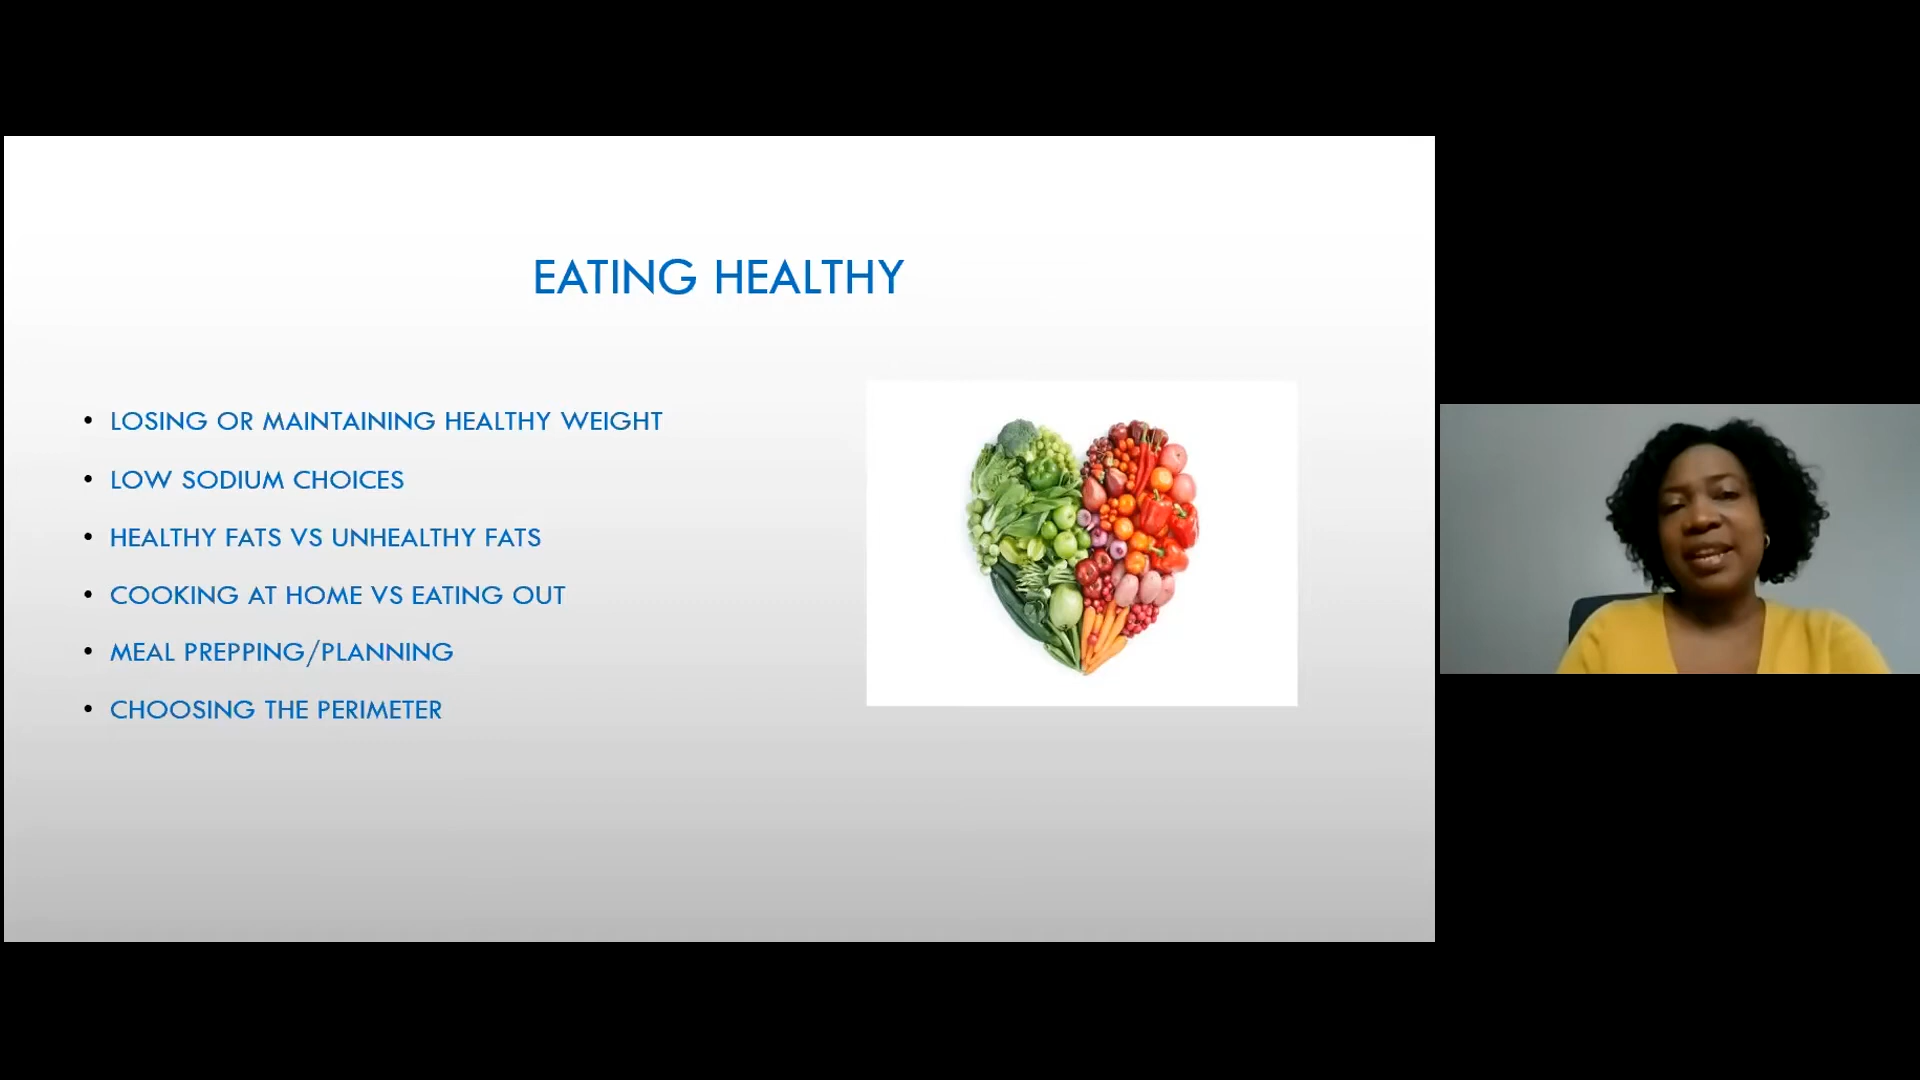 EATING HEALTHY
• LOSING OR MAINTAINING HEALTHY WEIGHT
• LOW SODIUM CHOICES
• HEALTHY FATS VS UNHEALTHY FATS
• COOKING AT HOME VS EATING OUT
• MEAL PREPPING/PLANNING
• CHOOSING THE PERIMETER